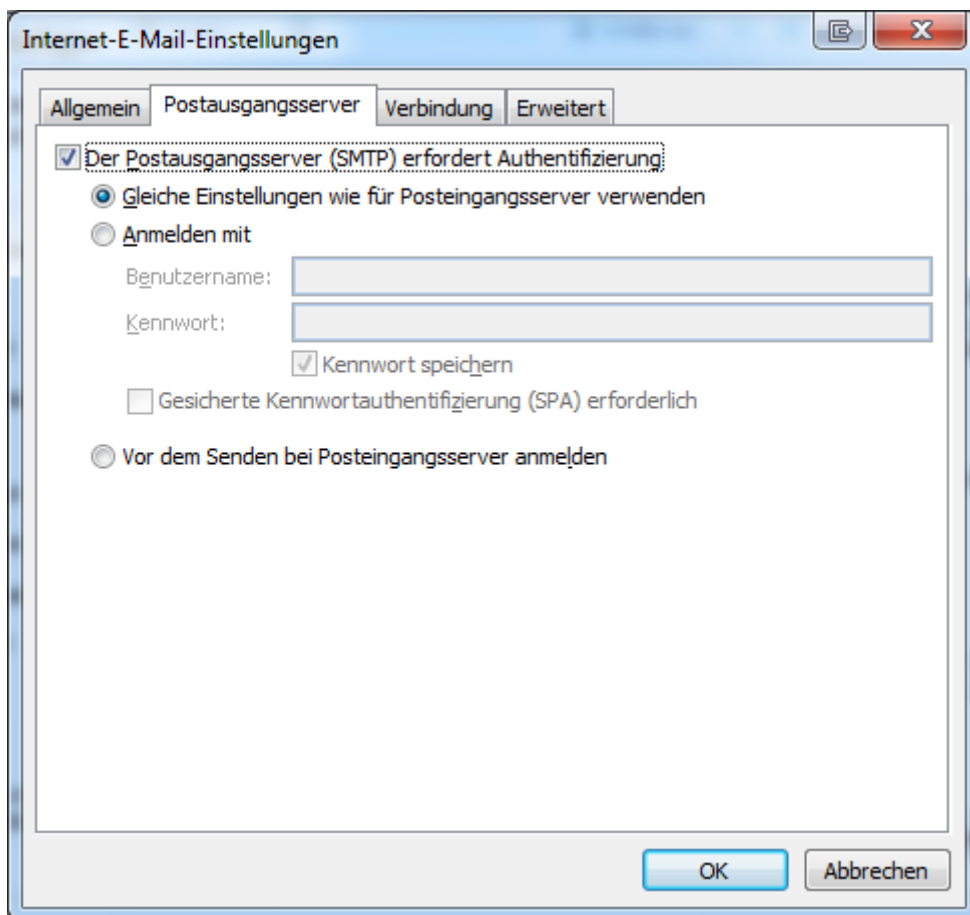 Internet-E-Mail-Einstellungen
Allgemein Postausgangsserver Verbindung Erweitert
Der Postausgangsserver (SMTP) erfordert Authentifizierung
Gleiche Einstellungen wie für Posteingangsserver verwenden
Anmelden mit
Benutzername:
Kennwort:
Kennwort speichern
Gesicherte Kennwortauthentifizierung (SPA) erforderlich
Vor dem Senden bei Posteingangsserver anmelden
OK Abbrechen